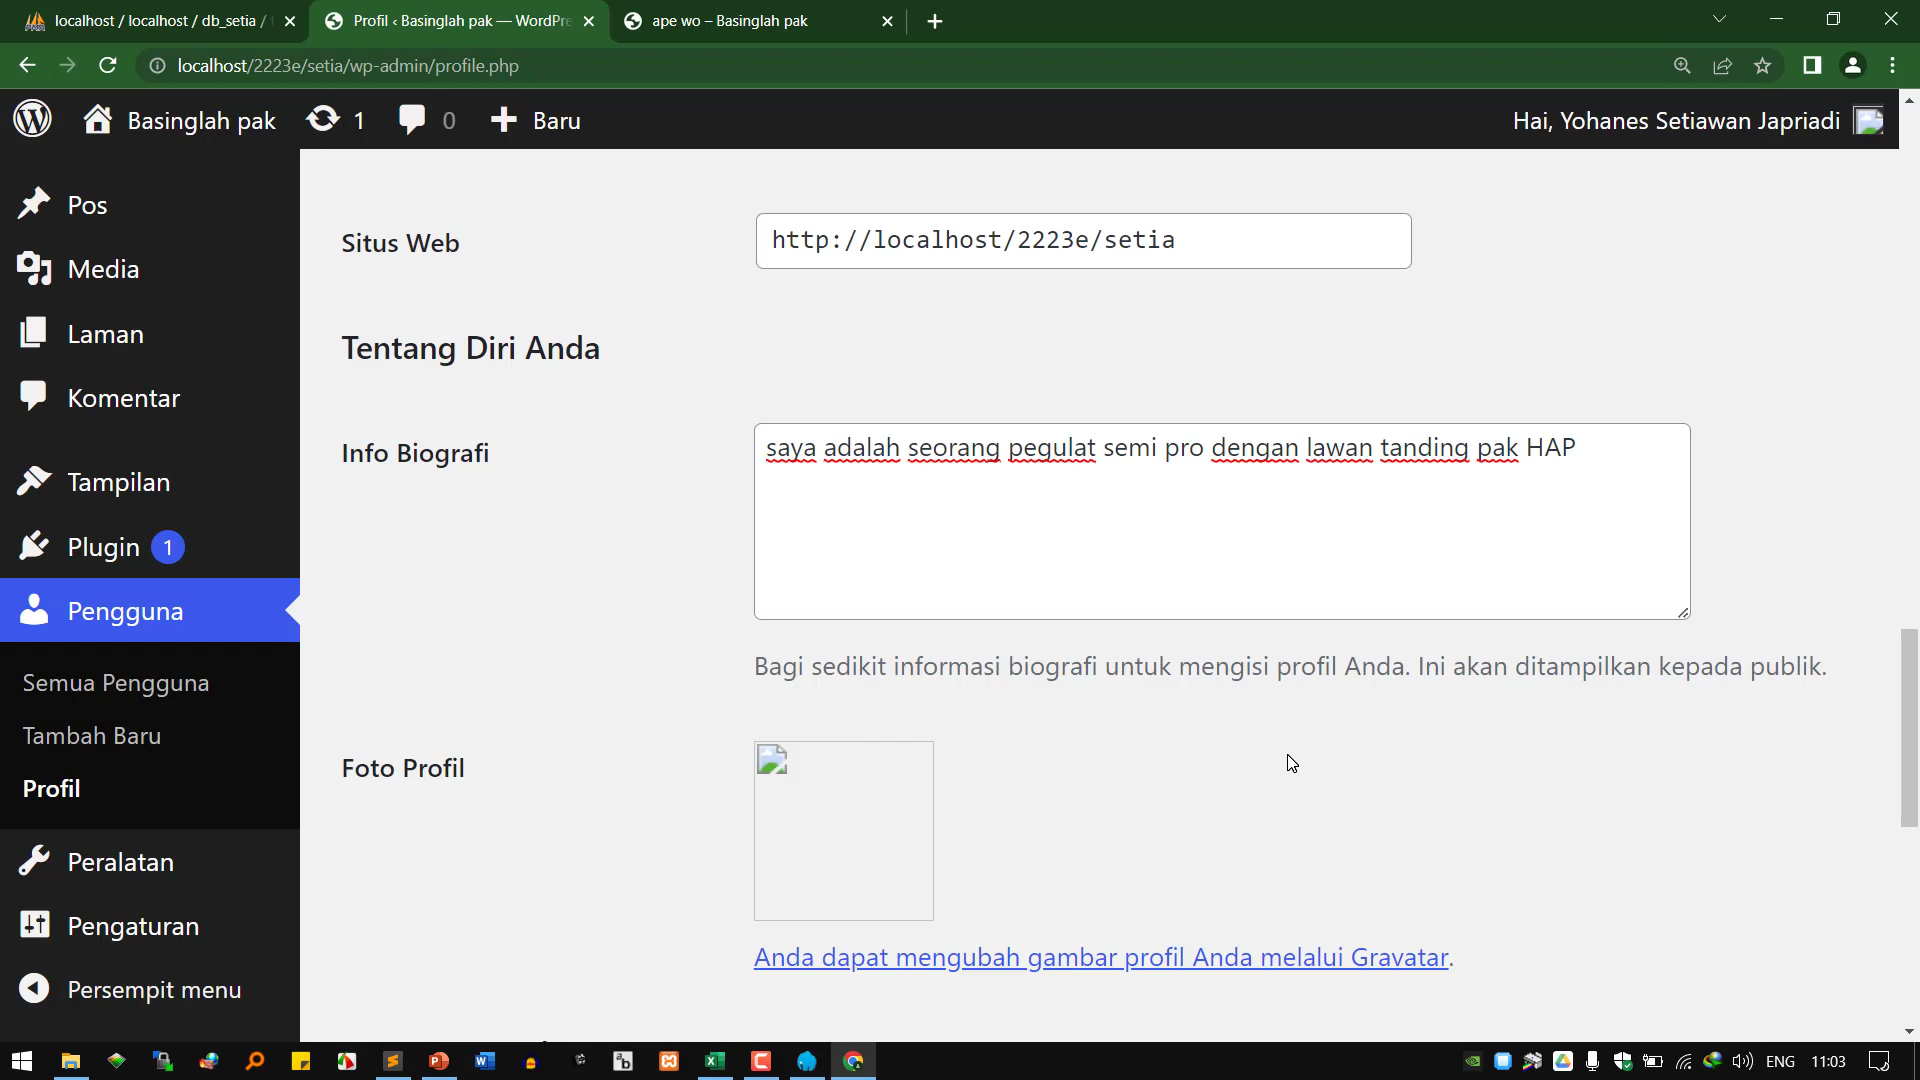 localhost / localhost / db_setia /
Profil ‹ Basinglah pak — WordPre
ape wo – Basinglah pak
localhost/2223e/setia/wp-admin/profile.php
Basinglah pak
1
0
Baru
Hai, Yohanes Setiawan Japriadi
Pos
Media
Laman
Komentar
Tampilan
Plugin 1
Pengguna
Semua Pengguna
Tambah Baru
Profil
Peralatan
Pengaturan
Persempit menu
Situs Web
http://localhost/2223e/setia
Tentang Diri Anda
Info Biografi
saya adalah seorang pegulat semi pro dengan lawan tanding pak HAP
Bagi sedikit informasi biografi untuk mengisi profil Anda. Ini akan ditampilkan kepada publik.
Foto Profil
Anda dapat mengubah gambar profil Anda melalui Gravatar.
ENG
11:03